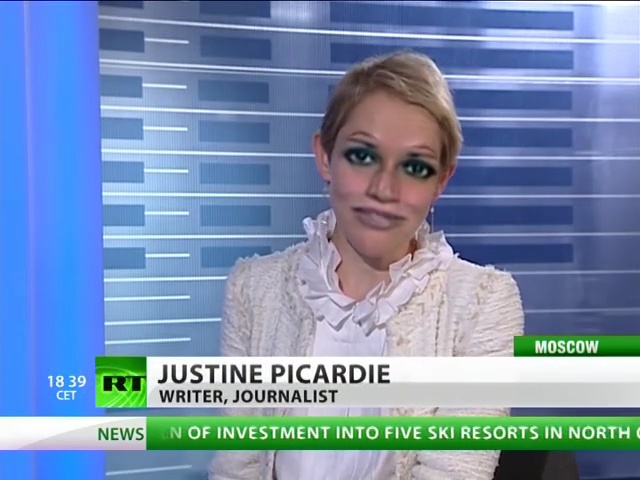 MOSCOW
JUSTINE PICARDIE
18 39
CET
RT
WRITER, JOURNALIST
NEWS
N OF INVESTMENT INTO FIVE SKI RESORTS IN NORTH